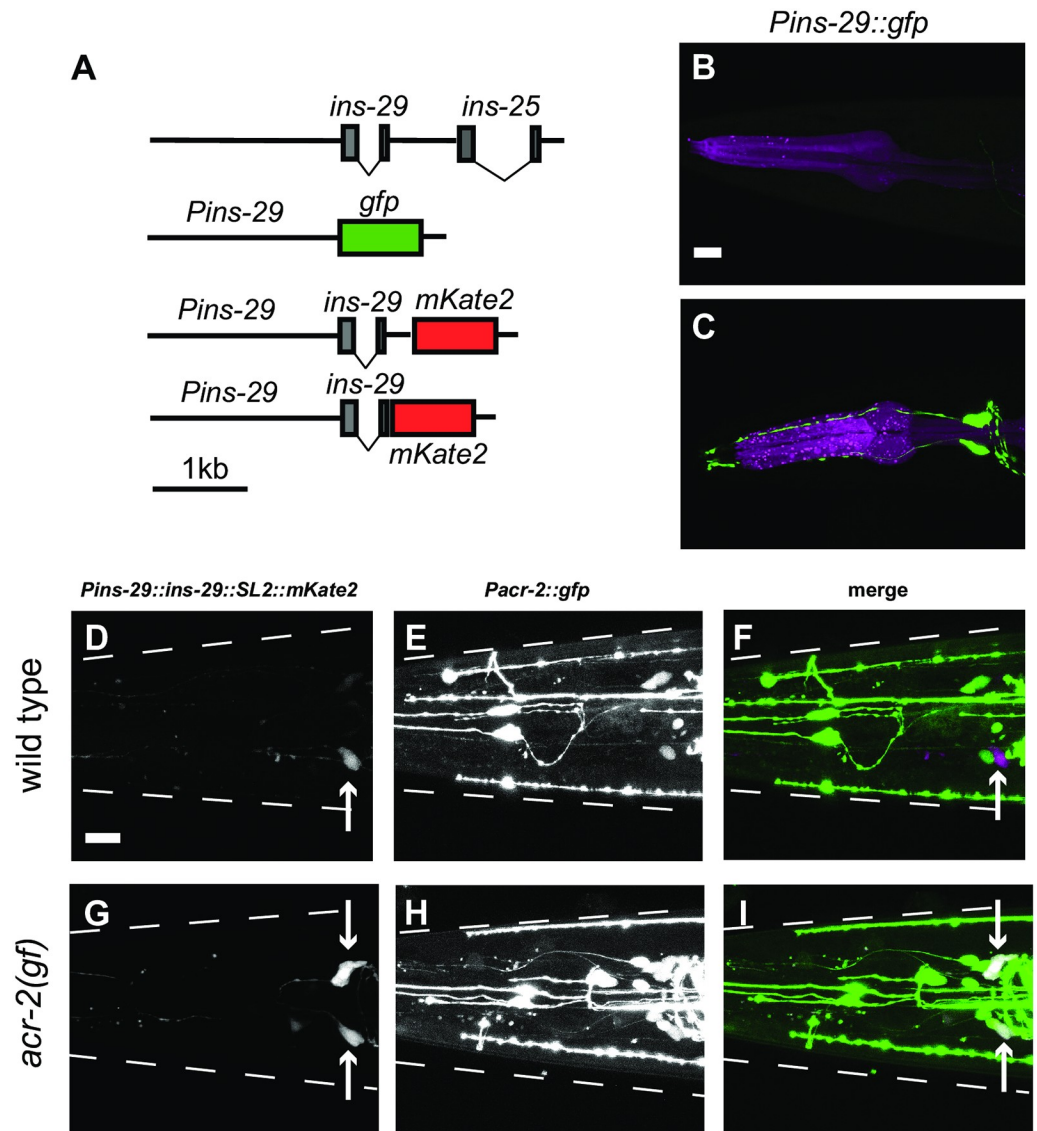 Pins-29::gfp
A
B
ins-29 ins-25
Pins-29 gfp
Pins-29 ins-29 mKate2
C
Pins-29 ins-29
mKate2
1kb
Pins-29::ins-29::SL2::mKate2 Pacr-2::gfp merge
wild type
D E F
acr-2(gf)
G H I